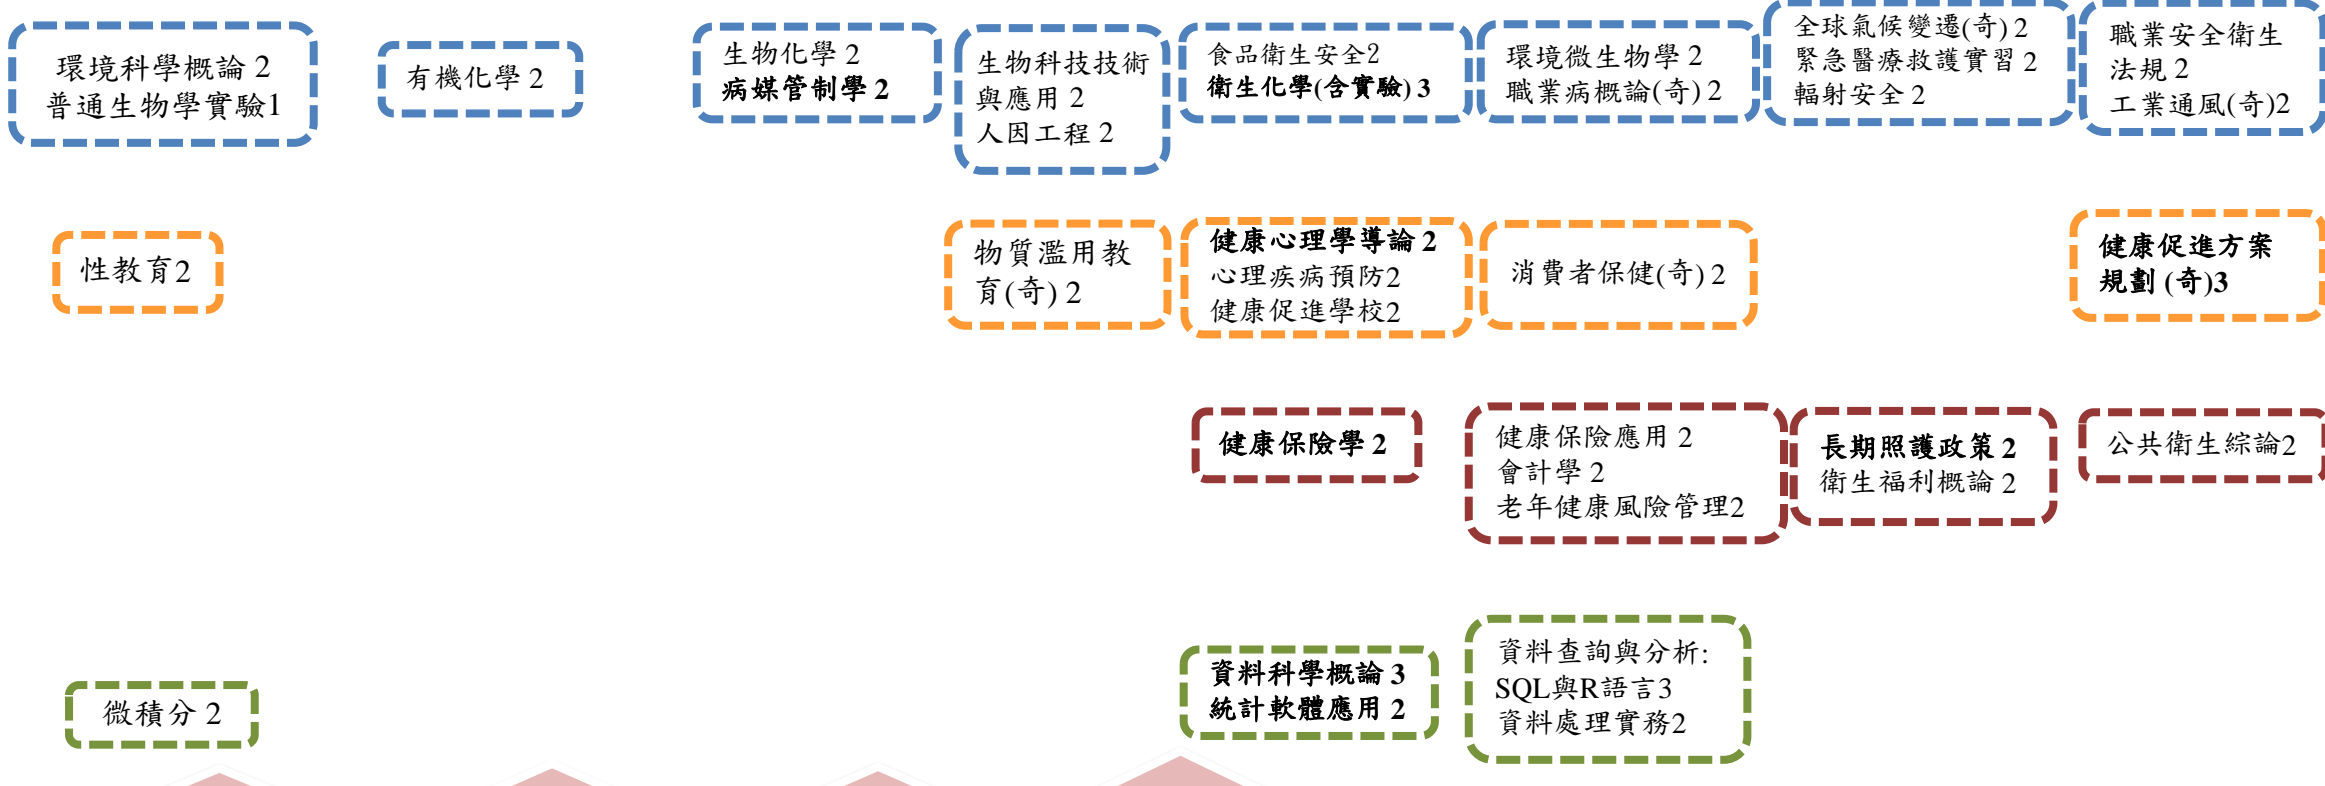 環境科學概論 2
普通生物學實驗1
有機化學 2
生物化學 2
病媒管制學 2
生物科技技術
與應用 2
人因工程 2
食品衛生安全2
衛生化學(含實驗) 3
環境微生物學 2
職業病概論(奇) 2
全球氣候變遷(奇) 2
緊急醫療救護實習 2
輻射安全 2
職業安全衛生
法規 2
工業通風(奇)2
性教育2
物質濫用教
育(奇) 2
健康心理學導論 2
心理疾病預防2
健康促進學校2
消費者保健(奇) 2
健康促進方案
規劃 (奇)3
健康保險學 2
健康保險應用 2
會計學 2
老年健康風險管理2
長期照護政策 2
衛生福利概論 2
公共衛生綜論2
微積分 2
資料科學概論 3
統計軟體應用 2
資料查詢與分析:
SQL與R語言3
資料處理實務2